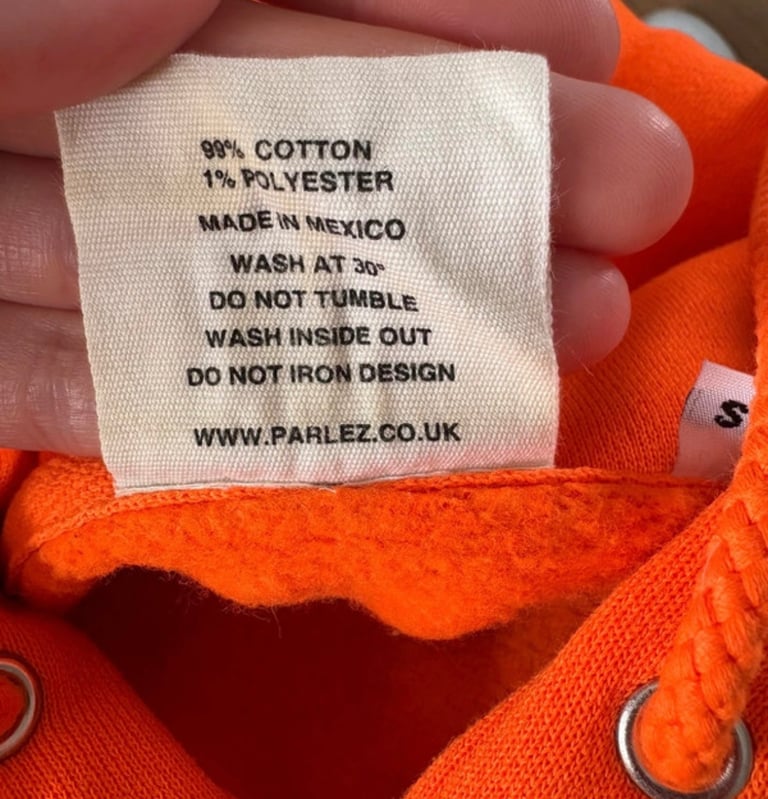 99% COTTON
1% POLYESTER
MADE IN MEXICO
WASH AT 30°
DO NOT TUMBLE
WASH INSIDE OUT
DO NOT IRON DESIGN
WWW.PARLEZ.CO.UK
S